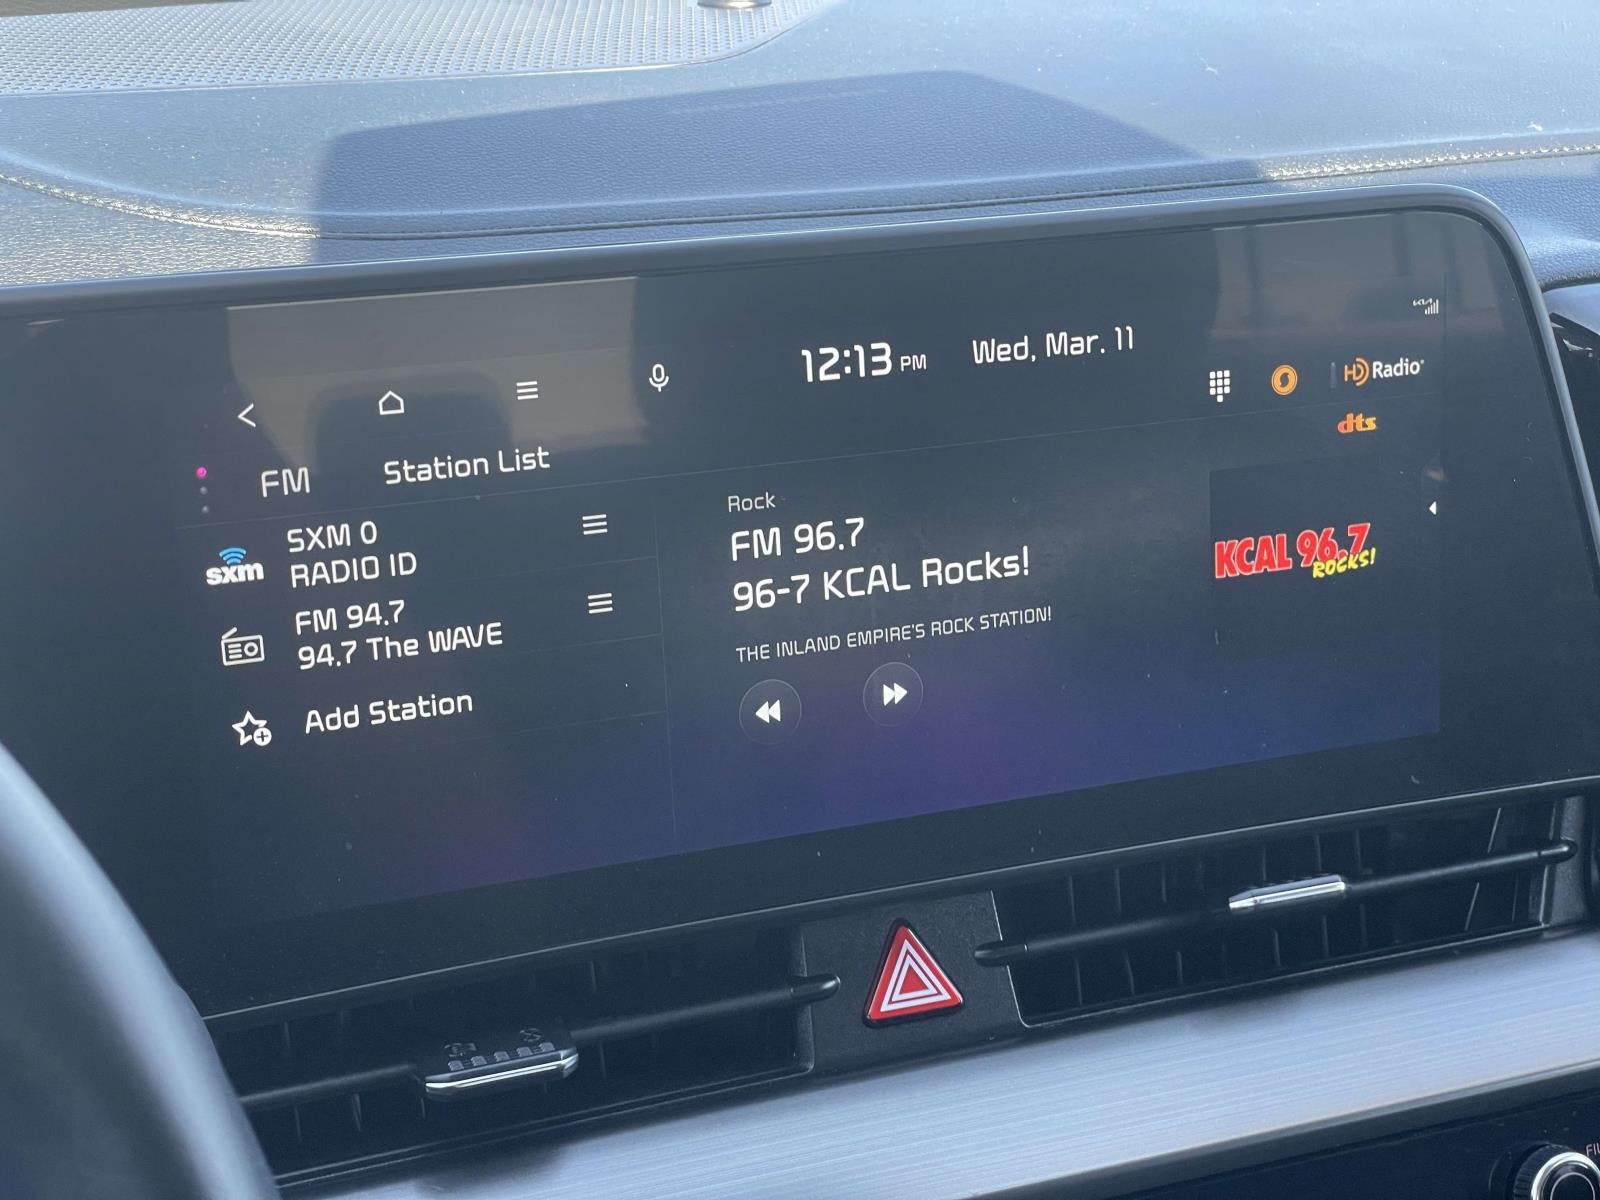 12:13 PM
Wed, Mar. 11
HD Radio
dts
FM
Station List
sxm
SXM 0
RADIO ID
FM 94.7
94.7 The WAVE
Add Station
Rock
FM 96.7
96-7 KCAL Rocks!
THE INLAND EMPIRE'S ROCK STATION!
KCAL 96.7
ROCKS!